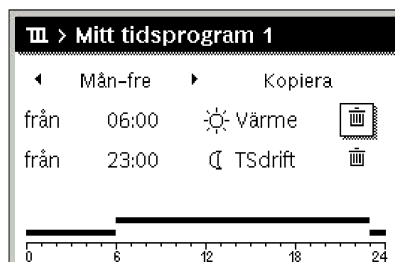 > Mitt tidsprogram 1
Mån-fre Kopiera
från 06:00 Värme
från 23:00 TSdrift
0 6 12 18 24